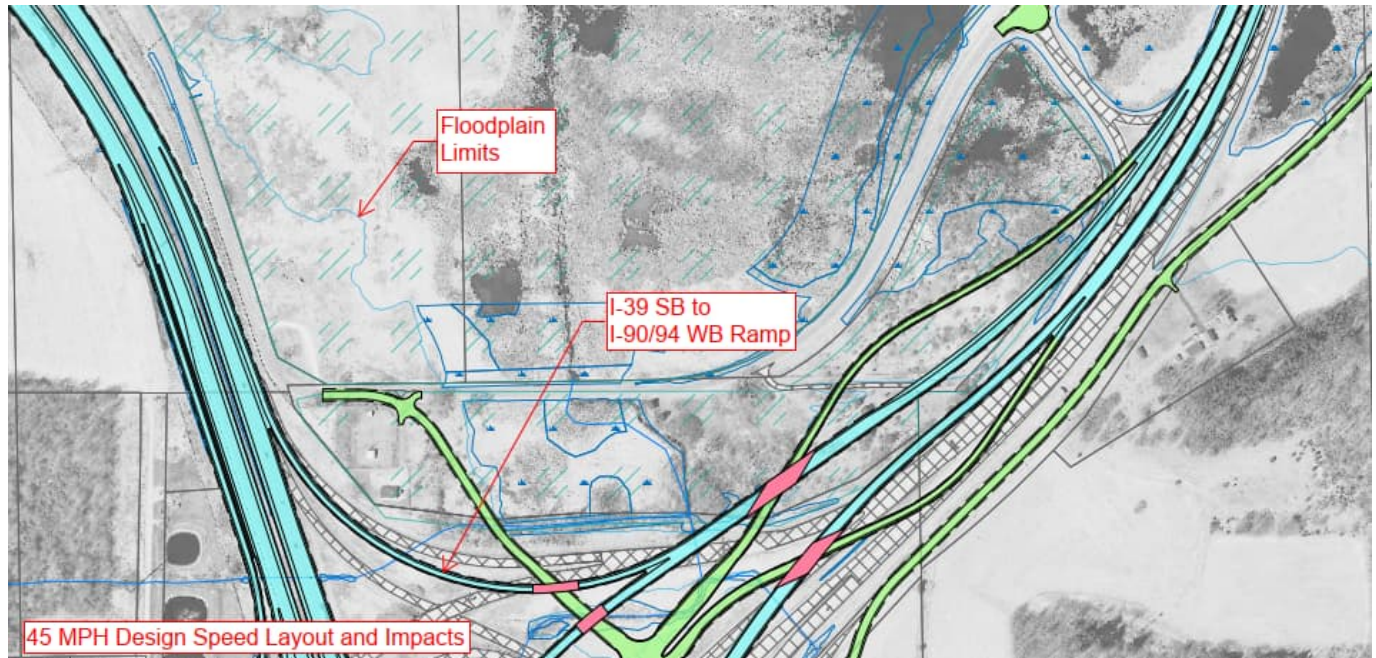 Floodplain
Limits
I-39 SB to
I-90/94 WB Ramp
45 MPH Design Speed Layout and Impacts